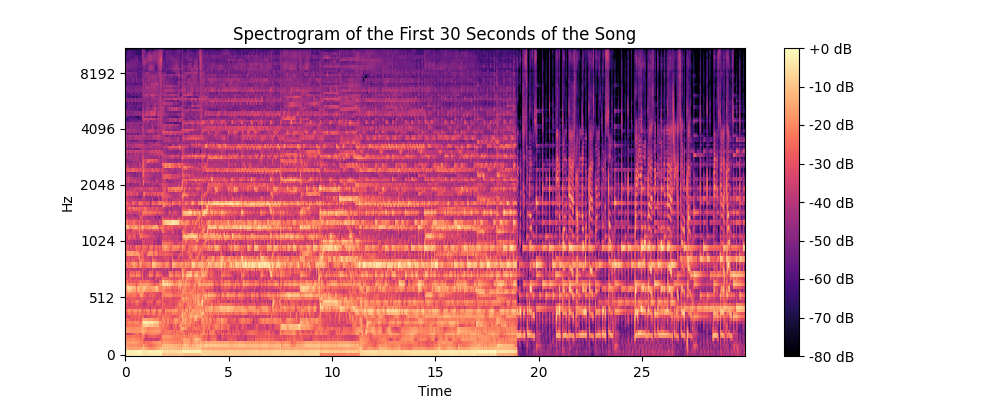 Spectrogram of the First 30 Seconds of the Song
Hz
8192
4096
2048
1024
512
0
0 5 10 15 20 25
Time
+0 dB
-10 dB
-20 dB
-30 dB
-40 dB
-50 dB
-60 dB
-70 dB
-80 dB